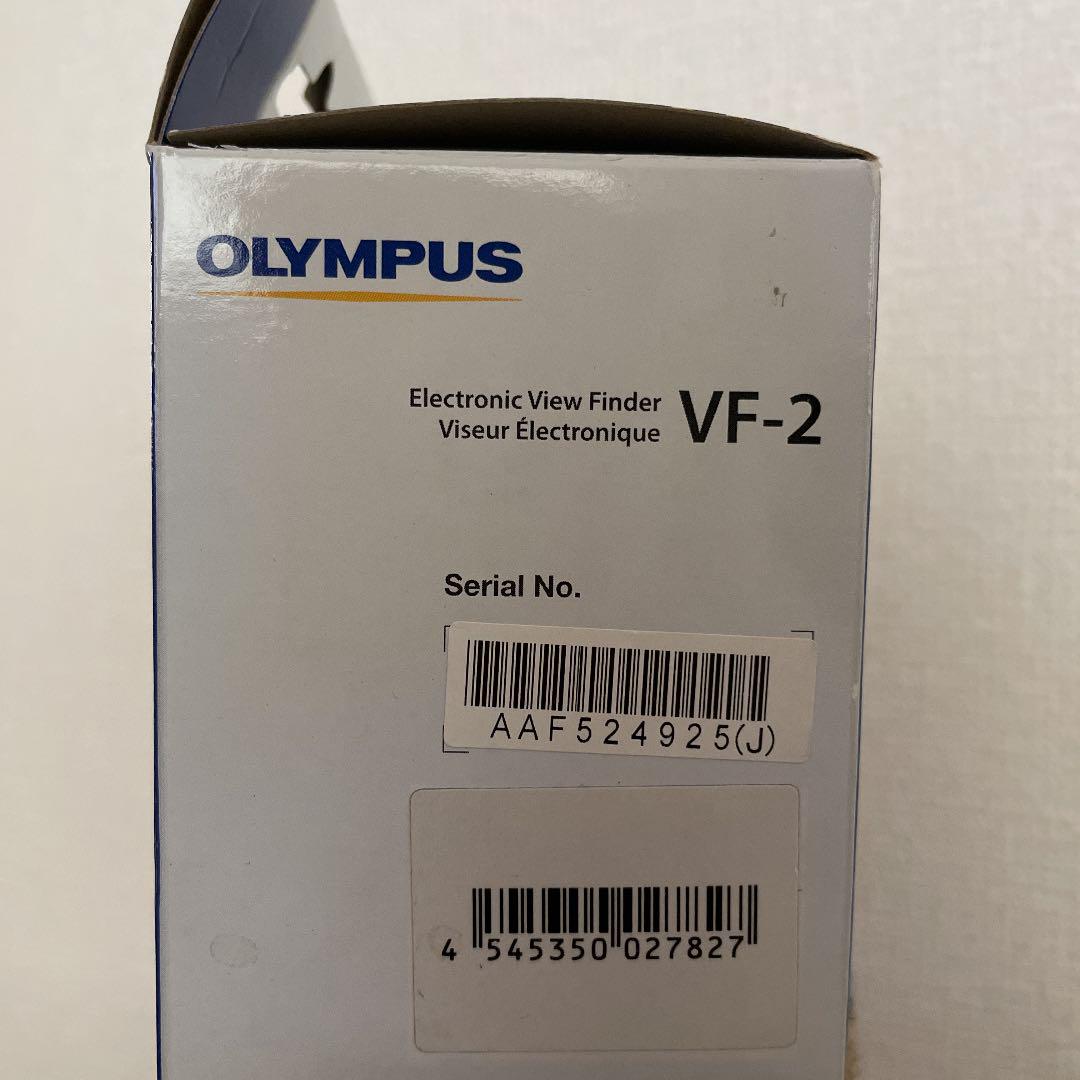 OLYMPUS
Electronic View Finder
Viseur Électronique
VF-2
Serial No.
AAF524925(J)
4 545350 027827